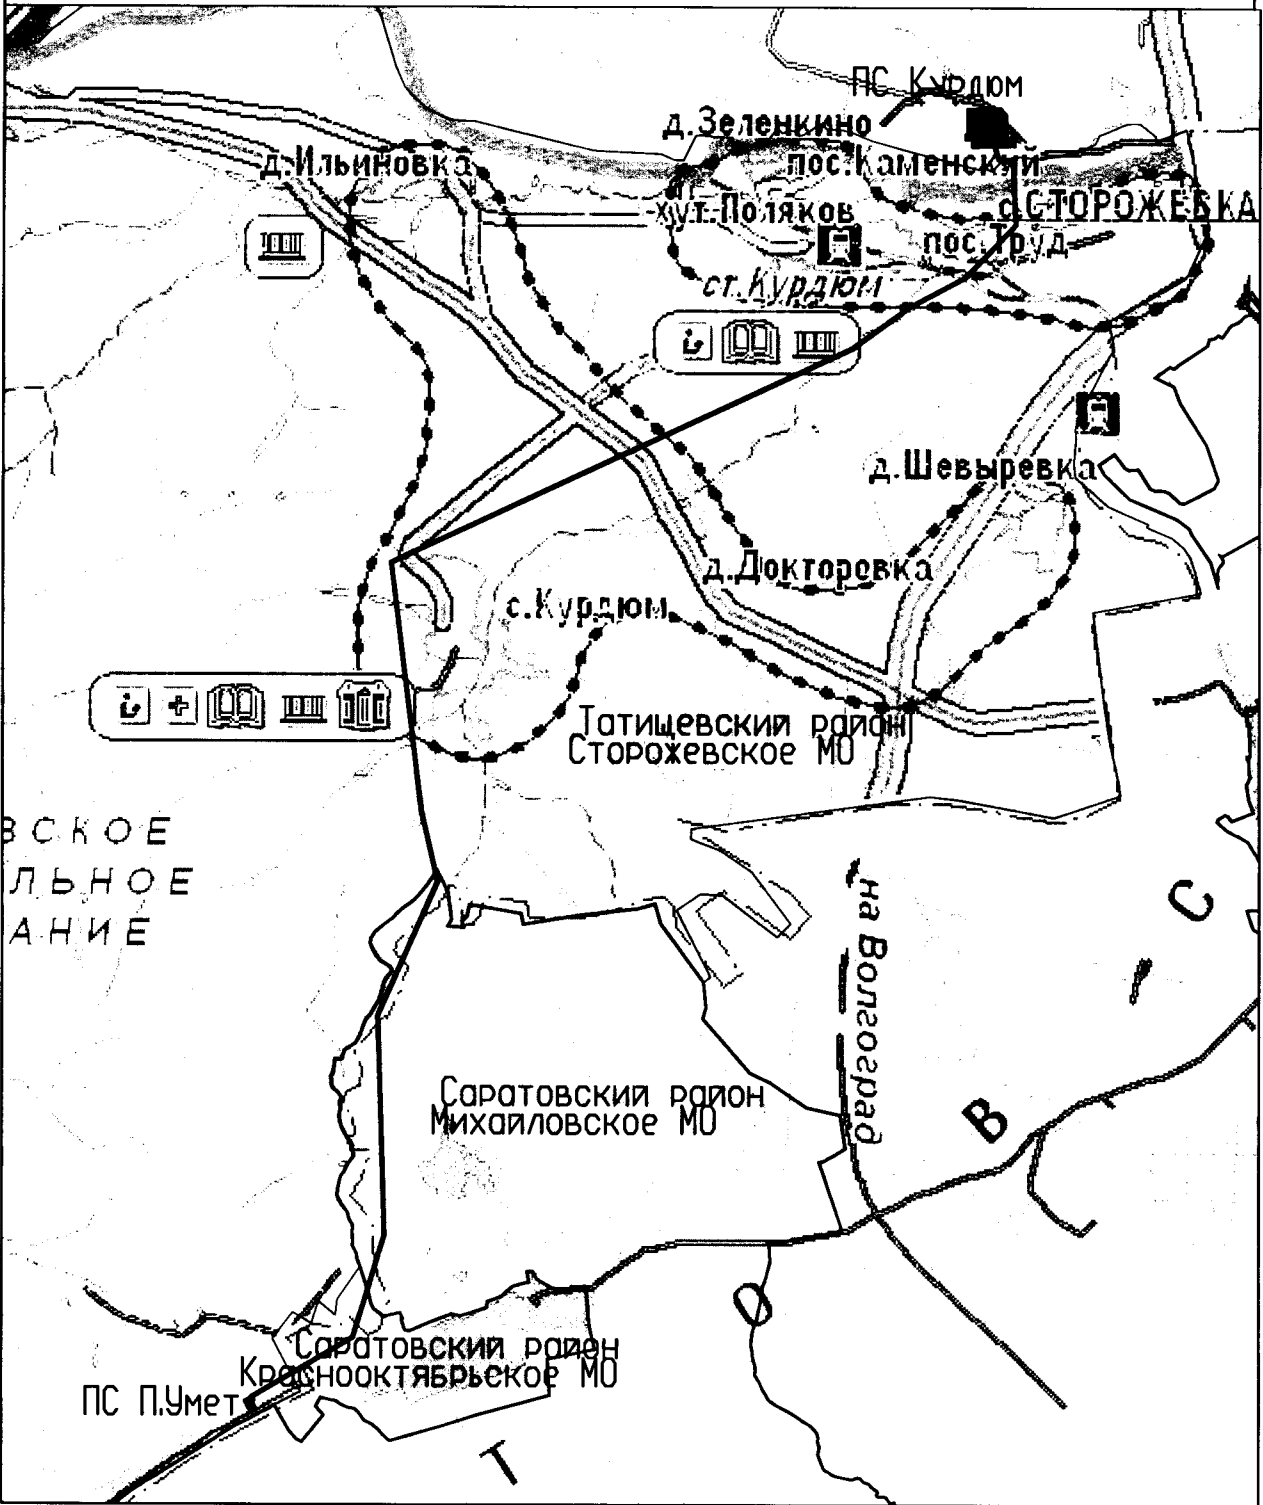 ПС Курдюм
д.Зеленкино
д.Ильиновка
пос.Каменский
хут.Поляков
с.СТОРОЖЕВКА
пос.Труд
ст.Курдюм
д.Шевыревка
д.Докторовка
с.Курдюм
Татищевский район
Сторожевское МО
ВСКОЕ
ЛЬНОЕ
АНИЕ
на Волгоград
С
Саратовский район
Михайловское МО
В
О
Саратовский район
Краснооктябрьское МО
ПС П.Умет
Т